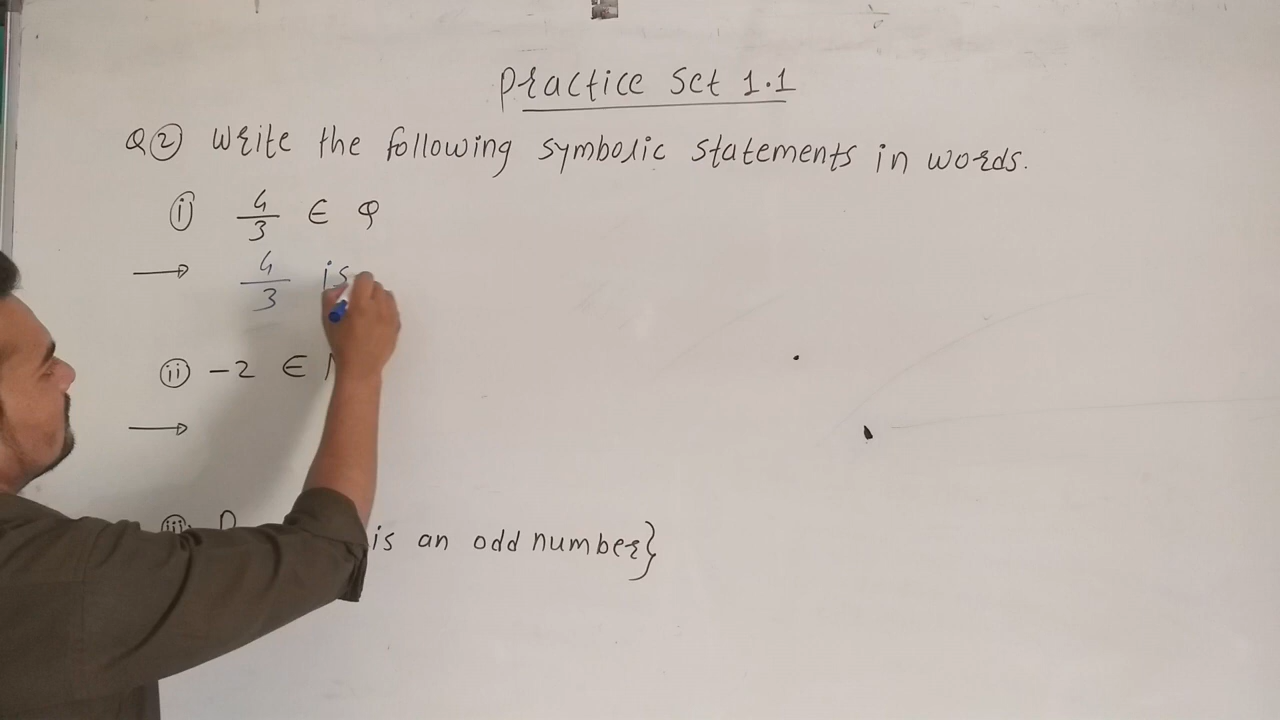 Practice Set 1.1
Q② Write the following symbolic statements in words.
ⓘ 4/3 ∈ Q
→ 4/3 is
ⓘⓘ -2 ∈
→
iii P is an odd number}